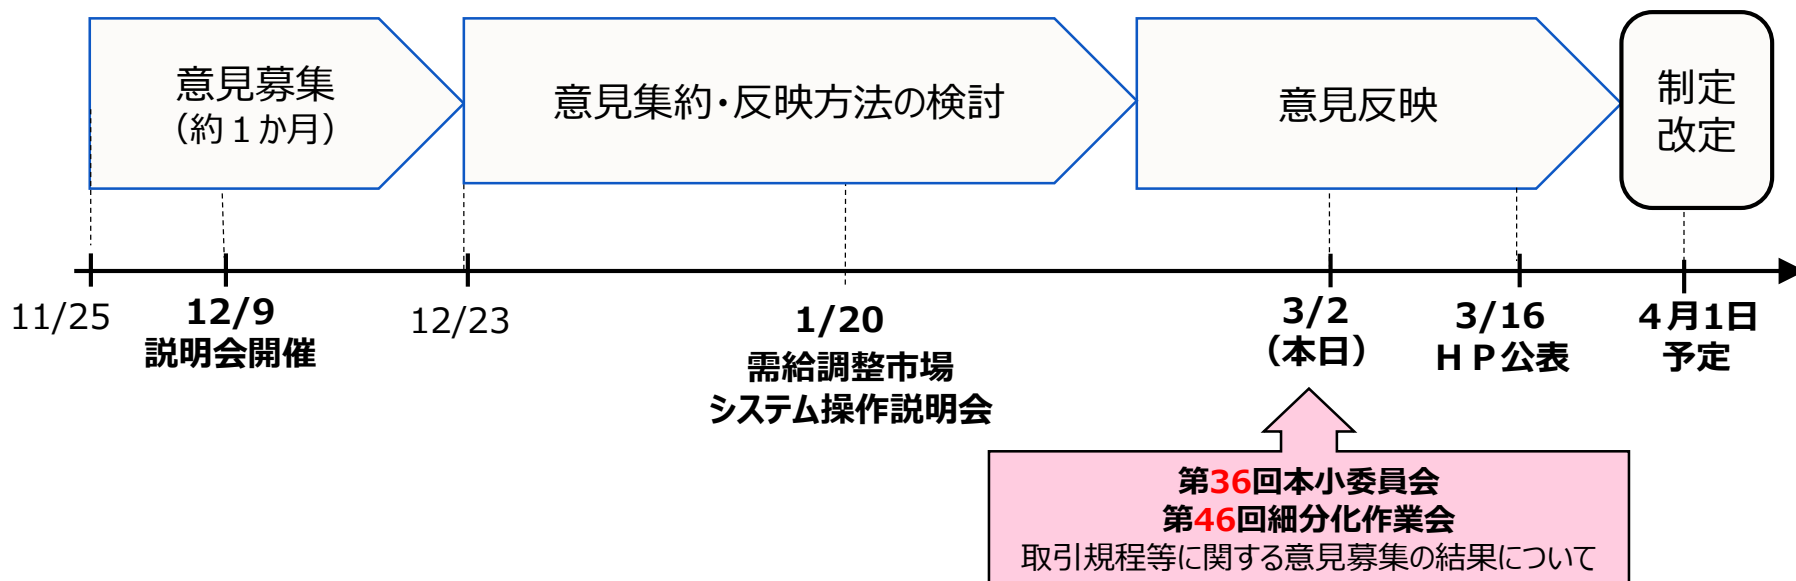 意見募集
（約１か月）
意見集約・反映方法の検討
意見反映
制定
改定
11/25
12/9
説明会開催
12/23
1/20
需給調整市場
システム操作説明会
3/2
（本日）
3/16
ＨＰ公表
４月1日
予定
第36回本小委員会
第46回細分化作業会
取引規程等に関する意見募集の結果について